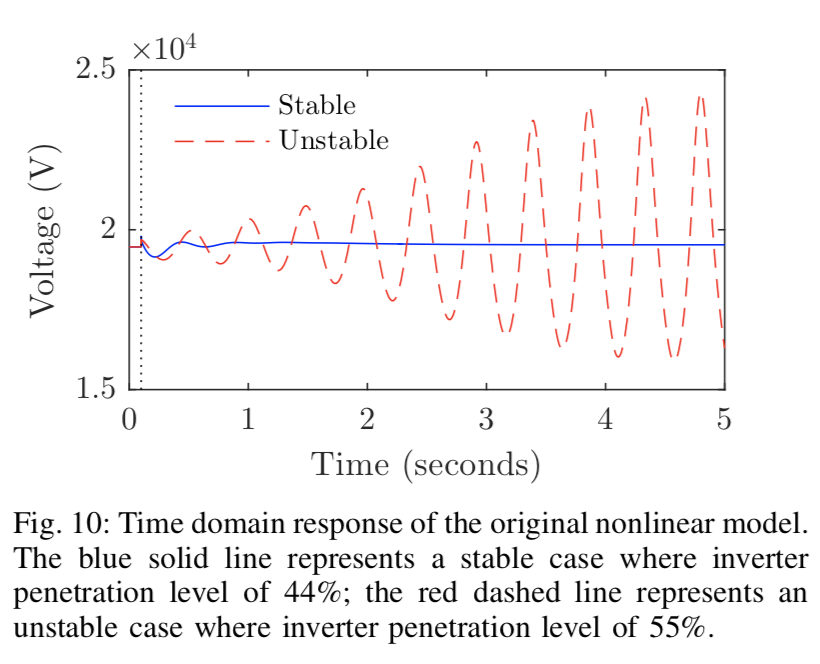 ×10⁴
2.5
2
1.5
Voltage (V)
Stable
Unstable
0 1 2 3 4 5
Time (seconds)
Fig. 10: Time domain response of the original nonlinear model.
The blue solid line represents a stable case where inverter
penetration level of 44%; the red dashed line represents an
unstable case where inverter penetration level of 55%.